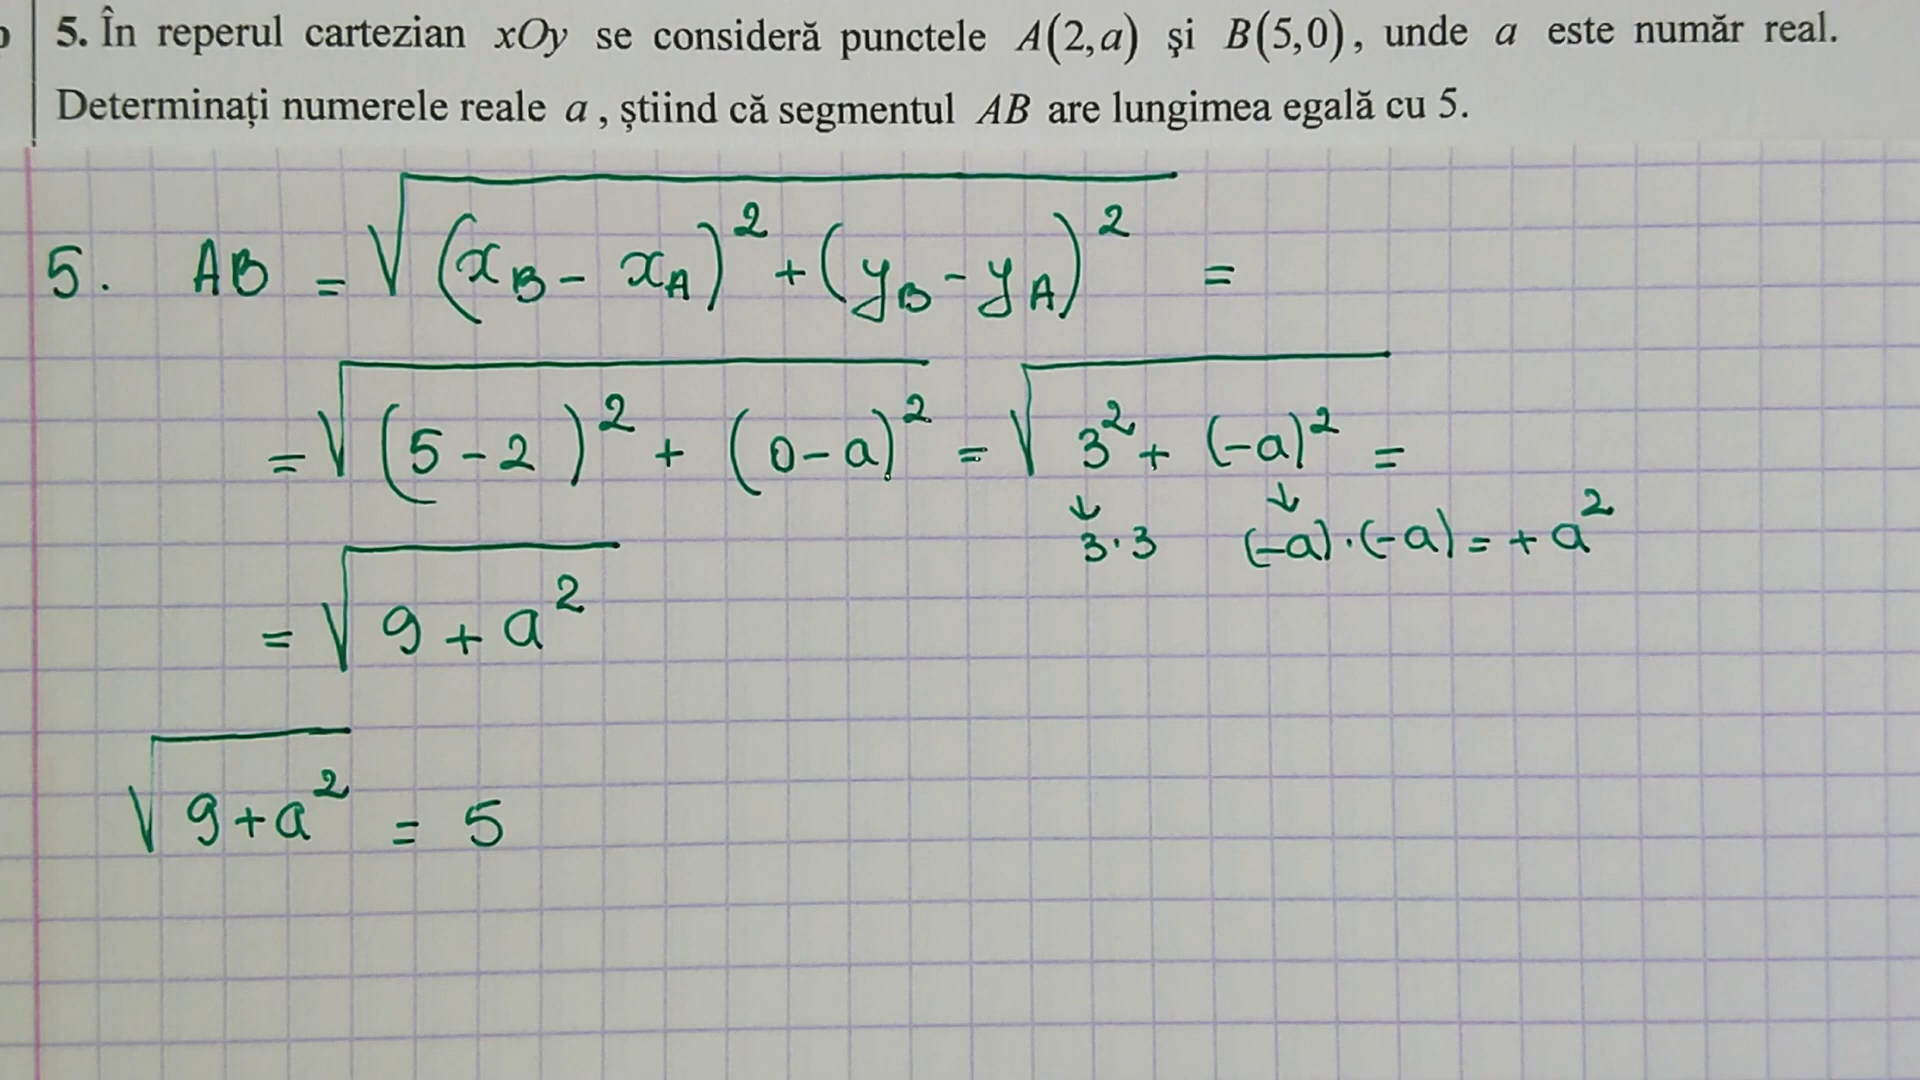 5. În reperul cartezian xOy se consideră punctele A(2,a) şi B(5,0), unde a este număr real.
Determinați numerele reale a, știind că segmentul AB are lungimea egală cu 5.
5. AB = √(x_B - x_A)² + (y_B - y_A)² =
= √(5 - 2)² + (0 - a)² = √3² + (-a)² =
↓ ↓
3·3 (-a)·(-a) = + a²
= √9 + a²
√9 + a² = 5